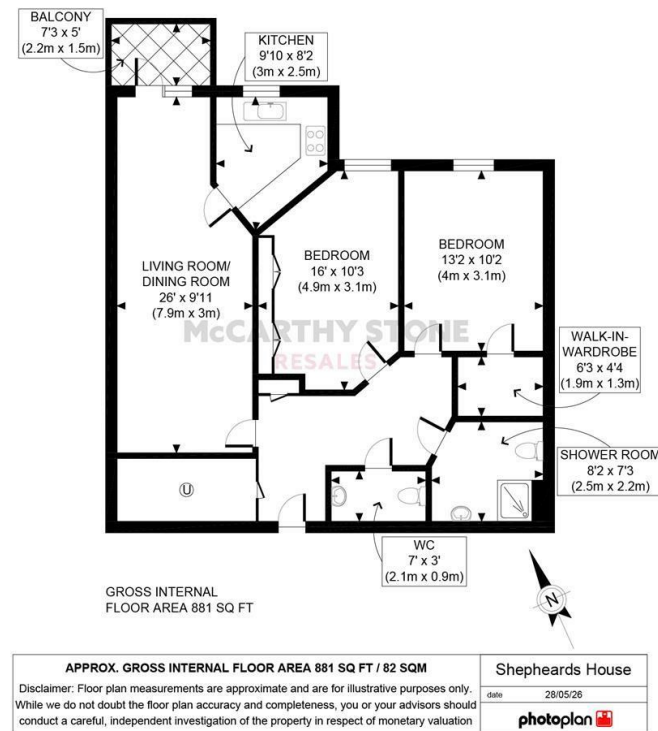 BALCONY
7'3 x 5'
(2.2m x 1.5m)
KITCHEN
9'10 x 8'2
(3m x 2.5m)
LIVING ROOM/
DINING ROOM
26' x 9'11
(7.9m x 3m)
BEDROOM
16' x 10'3
(4.9m x 3.1m)
BEDROOM
13'2 x 10'2
(4m x 3.1m)
McCARTHY STONE
RESALES
WALK-IN-
WARDROBE
6'3 x 4'4
(1.9m x 1.3m)
SHOWER ROOM
8'2 x 7'3
(2.5m x 2.2m)
U
WC
7' x 3'
(2.1m x 0.9m)
GROSS INTERNAL
FLOOR AREA 881 SQ FT
N
APPROX. GROSS INTERNAL FLOOR AREA 881 SQ FT / 82 SQM
Disclaimer: Floor plan measurements are approximate and are for illustrative purposes only.
While we do not doubt the floor plan accuracy and completeness, you or your advisors should
conduct a careful, independent investigation of the property in respect of monetary valuation
Shepheards House
date 28/05/26
photoplan